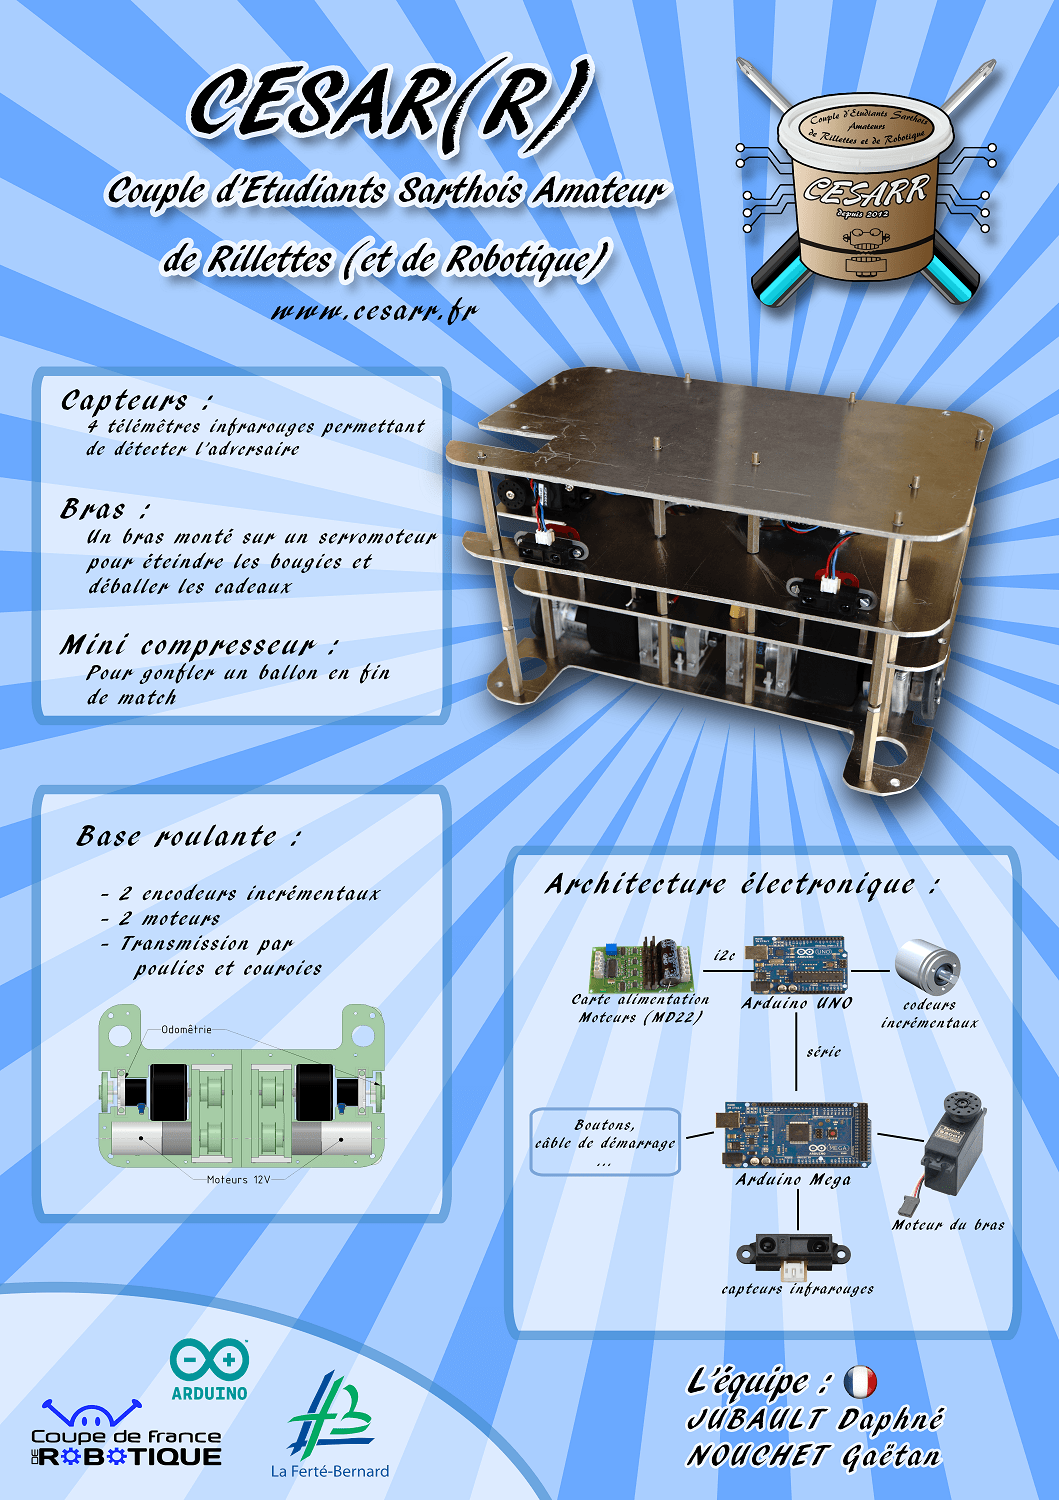 CESAR(R)
Couple d'Etudiants Sarthois Amateur
de Rillettes (et de Robotique)
www.cesarr.fr
Couple d'Etudiants Sarthois
Amateurs
de Rillettes et de Robotique
CESARR
depuis 2012
Capteurs :
4 télémêtres infrarouges permettant
de détecter l'adversaire
Bras :
Un bras monté sur un servomoteur
pour éteindre les bougies et
déballer les cadeaux
Mini compresseur :
Pour gonfler un ballon en fin
de match
Base roulante :
- 2 encodeurs incrémentaux
- 2 moteurs
- Transmission par
poulies et couroies
Odométrie
Moteurs 12V
Architecture électronique :
i2c
Carte alimentation
Moteurs (MD22)
UNO
Arduino UNO
codeurs
incrémentaux
série
Boutons,
câble de démarrage
...
MEGA
Arduino Mega
Moteur du bras
capteurs infrarouges
ARDUINO
Coupe de france
DE ROBOTIQUE
La Ferté-Bernard
L'équipe :
JUBAULT Daphné
NOUCHET Gaëtan